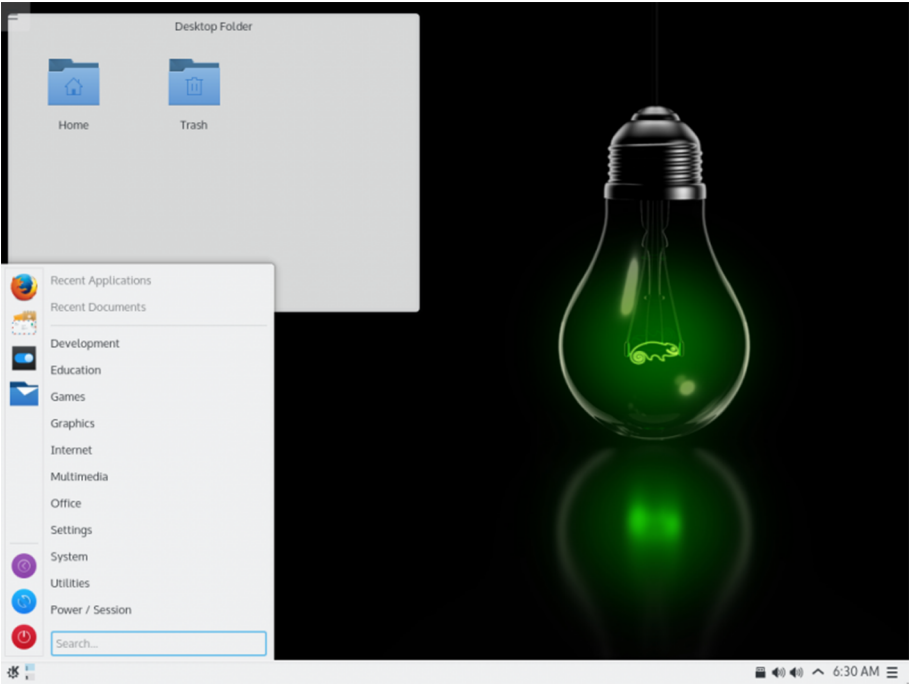 Desktop Folder
Home
Trash
Recent Applications
Recent Documents
Development
Education
Games
Graphics
Internet
Multimedia
Office
Settings
System
Utilities
Power / Session
Search...
6:30 AM